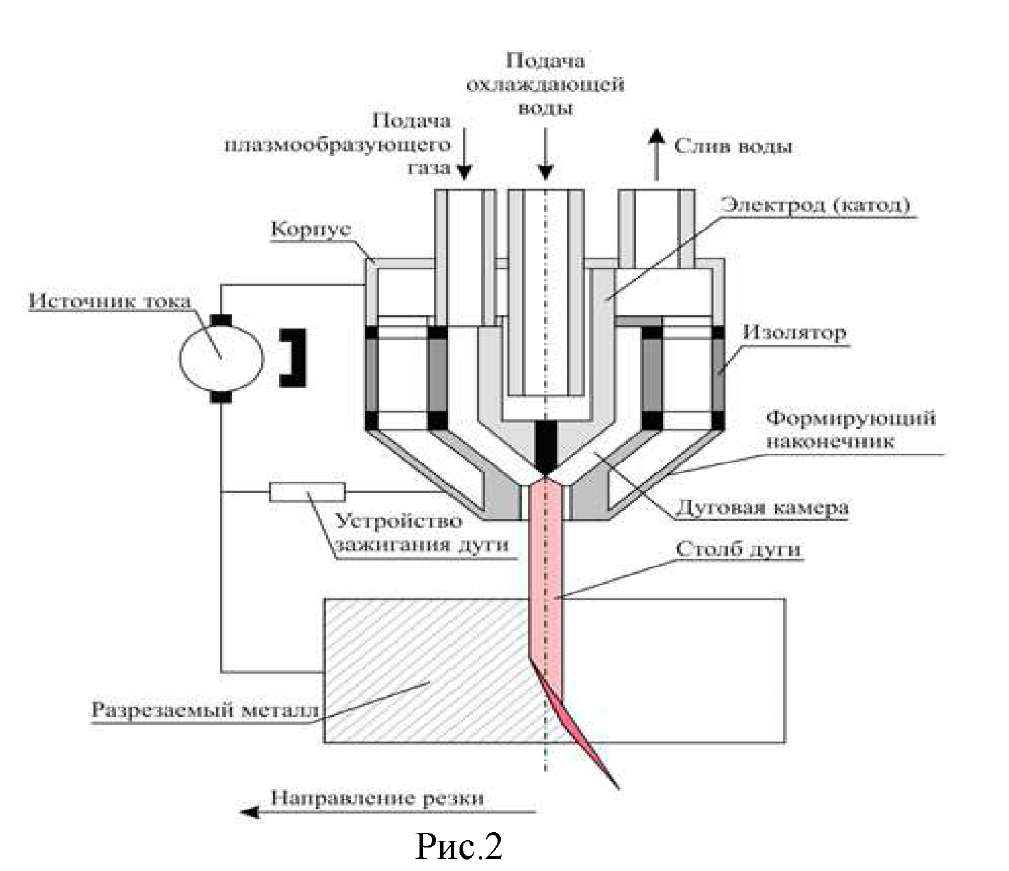 Подача
охлаждающей
воды
Подача
плазмообразующего
газа
Слив воды
Электрод (катод)
Корпус
Источник тока
Изолятор
Формирующий
наконечник
Дуговая камера
Устройство
зажигания дуги
Столб дуги
Разрезаемый металл
Направление резки
Рис.2